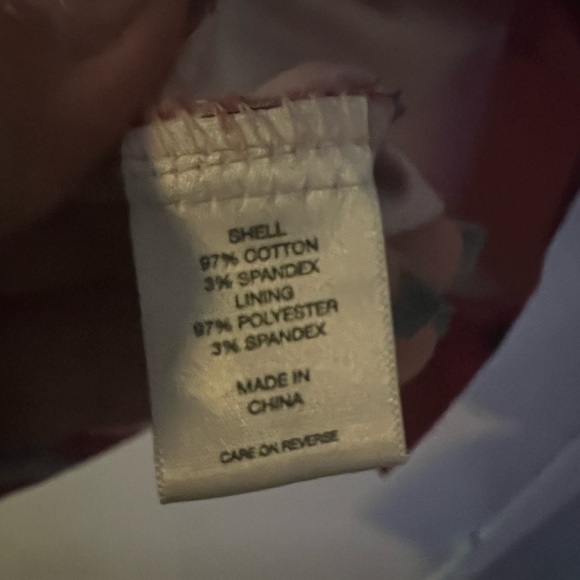 SHELL
97% COTTON
3% SPANDEX
LINING
97% POLYESTER
3% SPANDEX
MADE IN
CHINA
CARE ON REVERSE